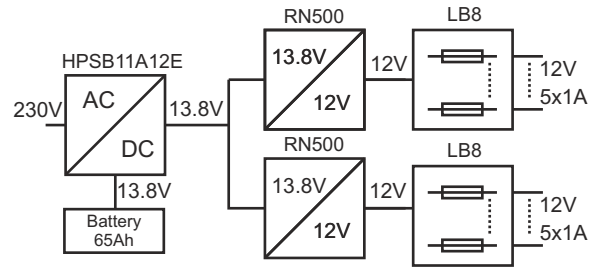 HPSB11A12E
230V
AC
DC
13.8V
13.8V
Battery
65Ah
RN500
13.8V
12V
12V
LB8
12V
5x1A
RN500
13.8V
12V
12V
LB8
12V
5x1A